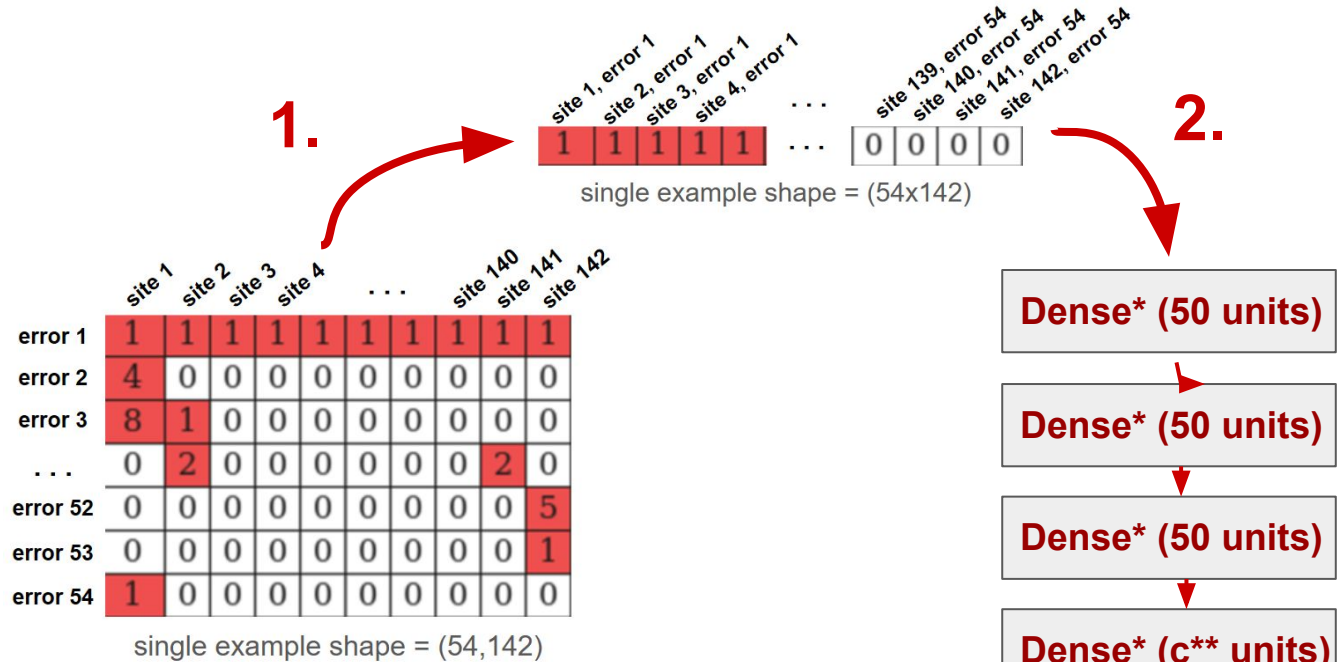 1.
site 1, error 1
site 2, error 1
site 3, error 1
site 4, error 1
. . .
site 139, error 54
site 140, error 54
site 141, error 54
site 142, error 54
2.
1 1 1 1 1 . . . 0 0 0 0
single example shape = (54x142)
site 1 site 2 site 3 site 4 . . . site 140 site 141 site 142
error 1 1 1 1 1 1 1 1 1 1 1
error 2 4 0 0 0 0 0 0 0 0 0
error 3 8 1 0 0 0 0 0 0 0 0
. . . 0 2 0 0 0 0 0 0 2 0
error 52 0 0 0 0 0 0 0 0 0 5
error 53 0 0 0 0 0 0 0 0 0 1
error 54 1 0 0 0 0 0 0 0 0 0
single example shape = (54,142)
Dense* (50 units)
Dense* (50 units)
Dense* (50 units)
Dense* (c** units)